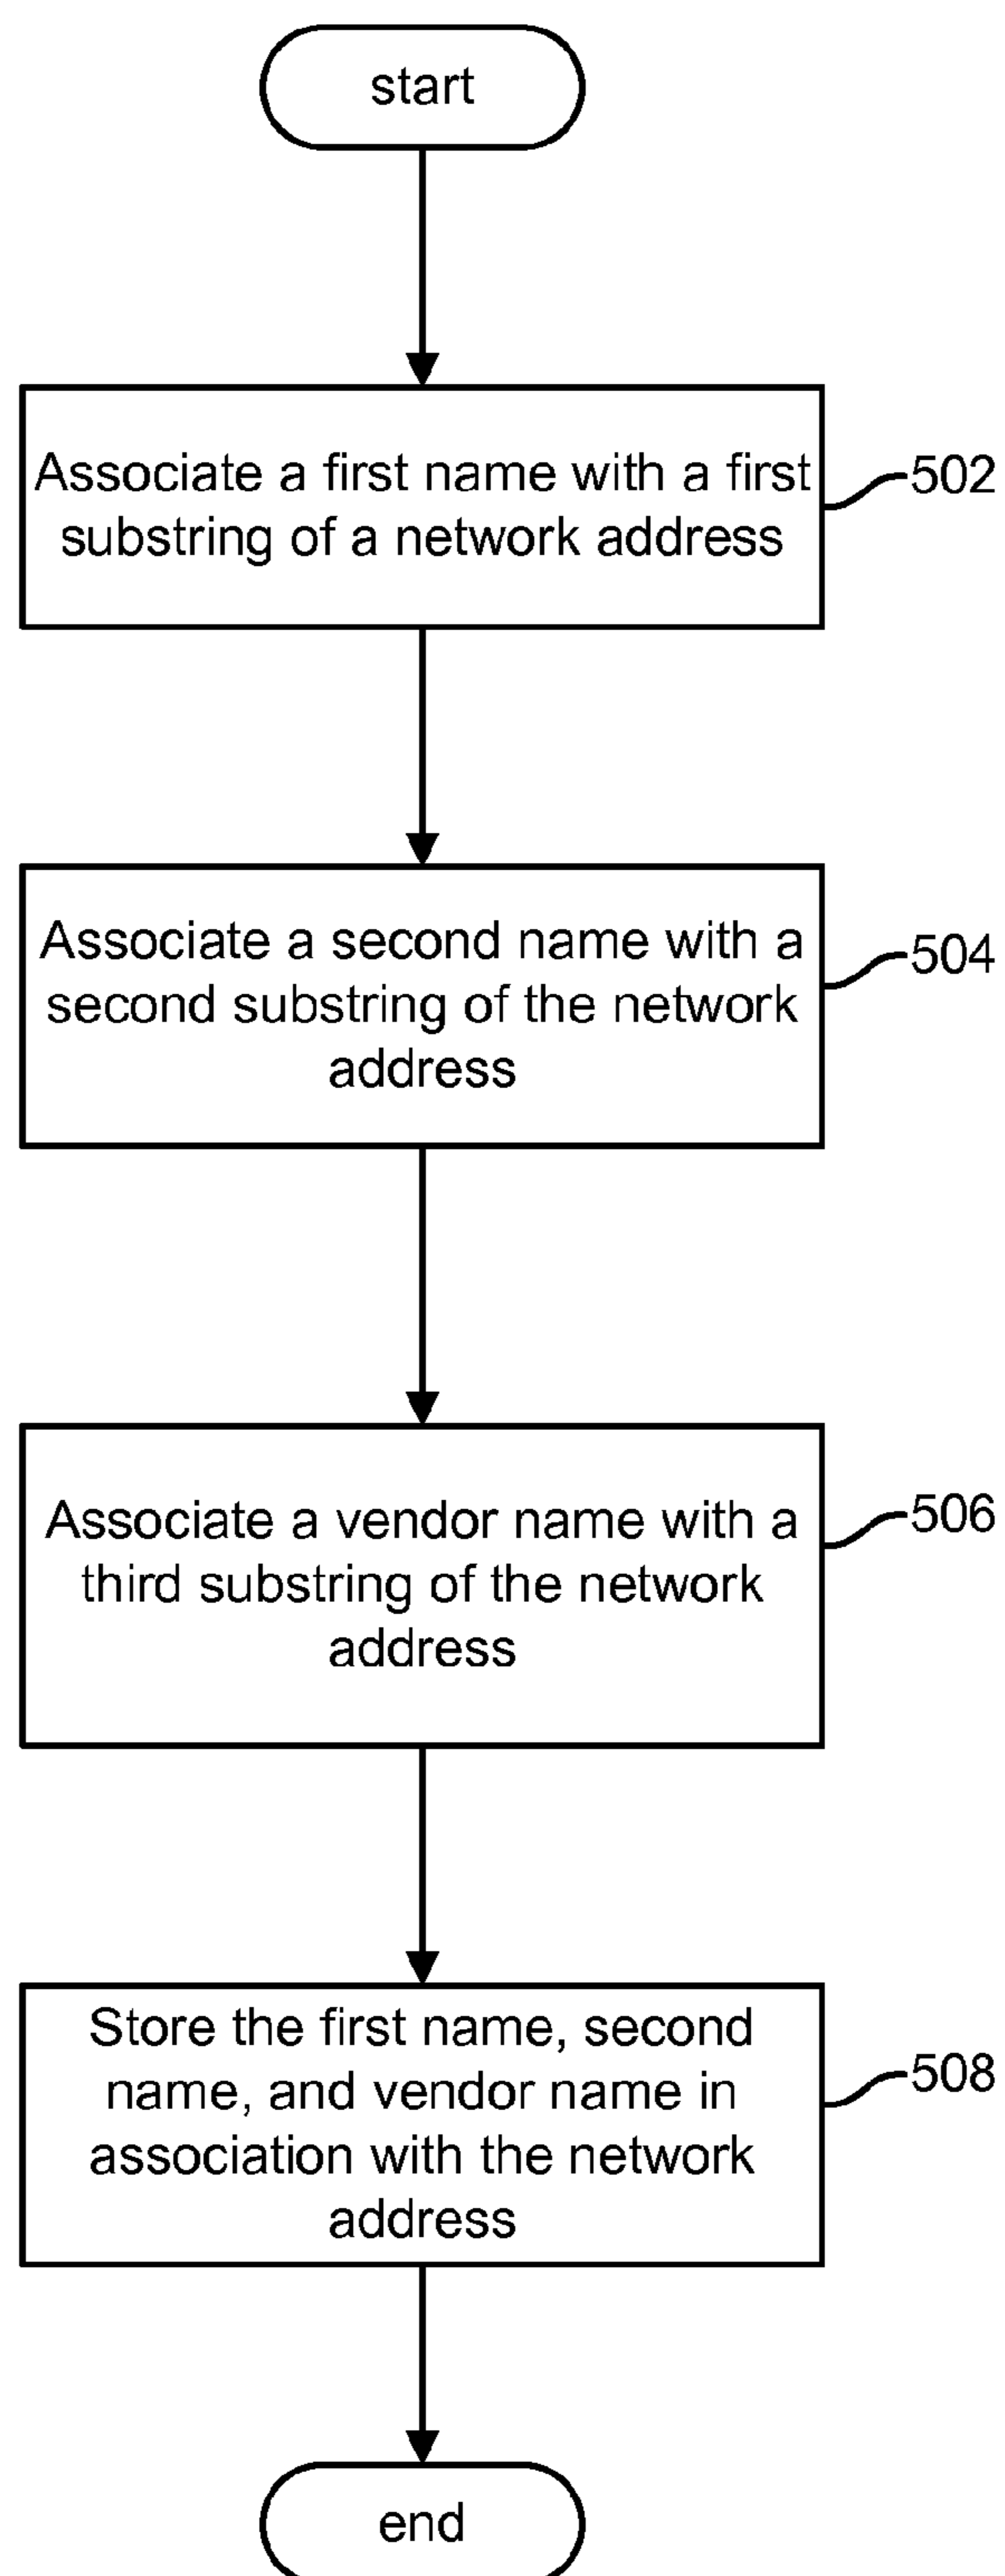 start
Associate a first name with a first
substring of a network address
502
Associate a second name with a
second substring of the network
address
504
Associate a vendor name with a
third substring of the network
address
506
Store the first name, second
name, and vendor name in
association with the network
address
508
end